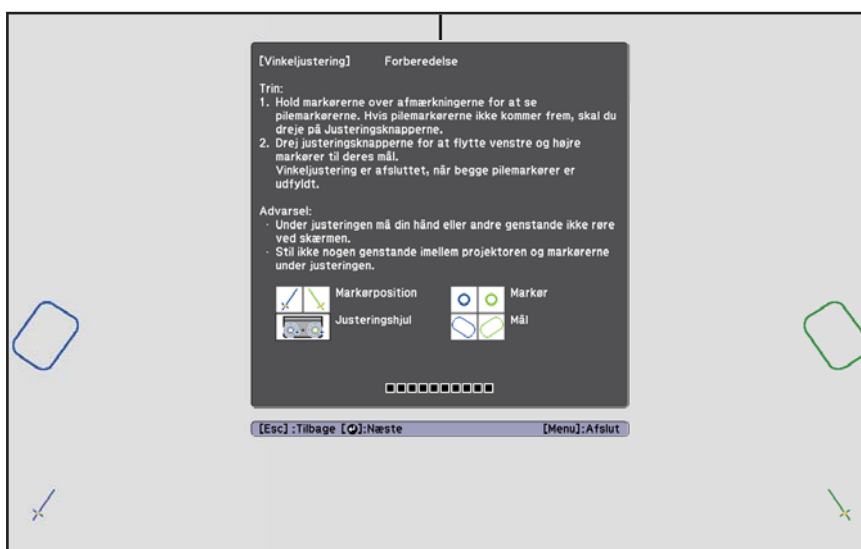 [Vinkeljustering] Forberedelse
Trin:
1. Hold markørerne over afmærkningerne for at se
pilemarkørerne. Hvis pilemarkørerne ikke kommer frem, skal du
dreje på Justeringsknapperne.
2. Drej justeringsknapperne for at flytte venstre og højre
markører til deres mål.
Vinkeljustering er afsluttet, når begge pilemarkører er
udfyldt.
Advarsel:
· Under justeringen må din hånd eller andre genstande ikke røre
ved skærmen.
· Stil ikke nogen genstande imellem projektoren og markørerne
under justeringen.
Markørposition
Markør
Justeringshjul
Mål
[Esc] :Tilbage [⏎]:Næste [Menu]:Afslut